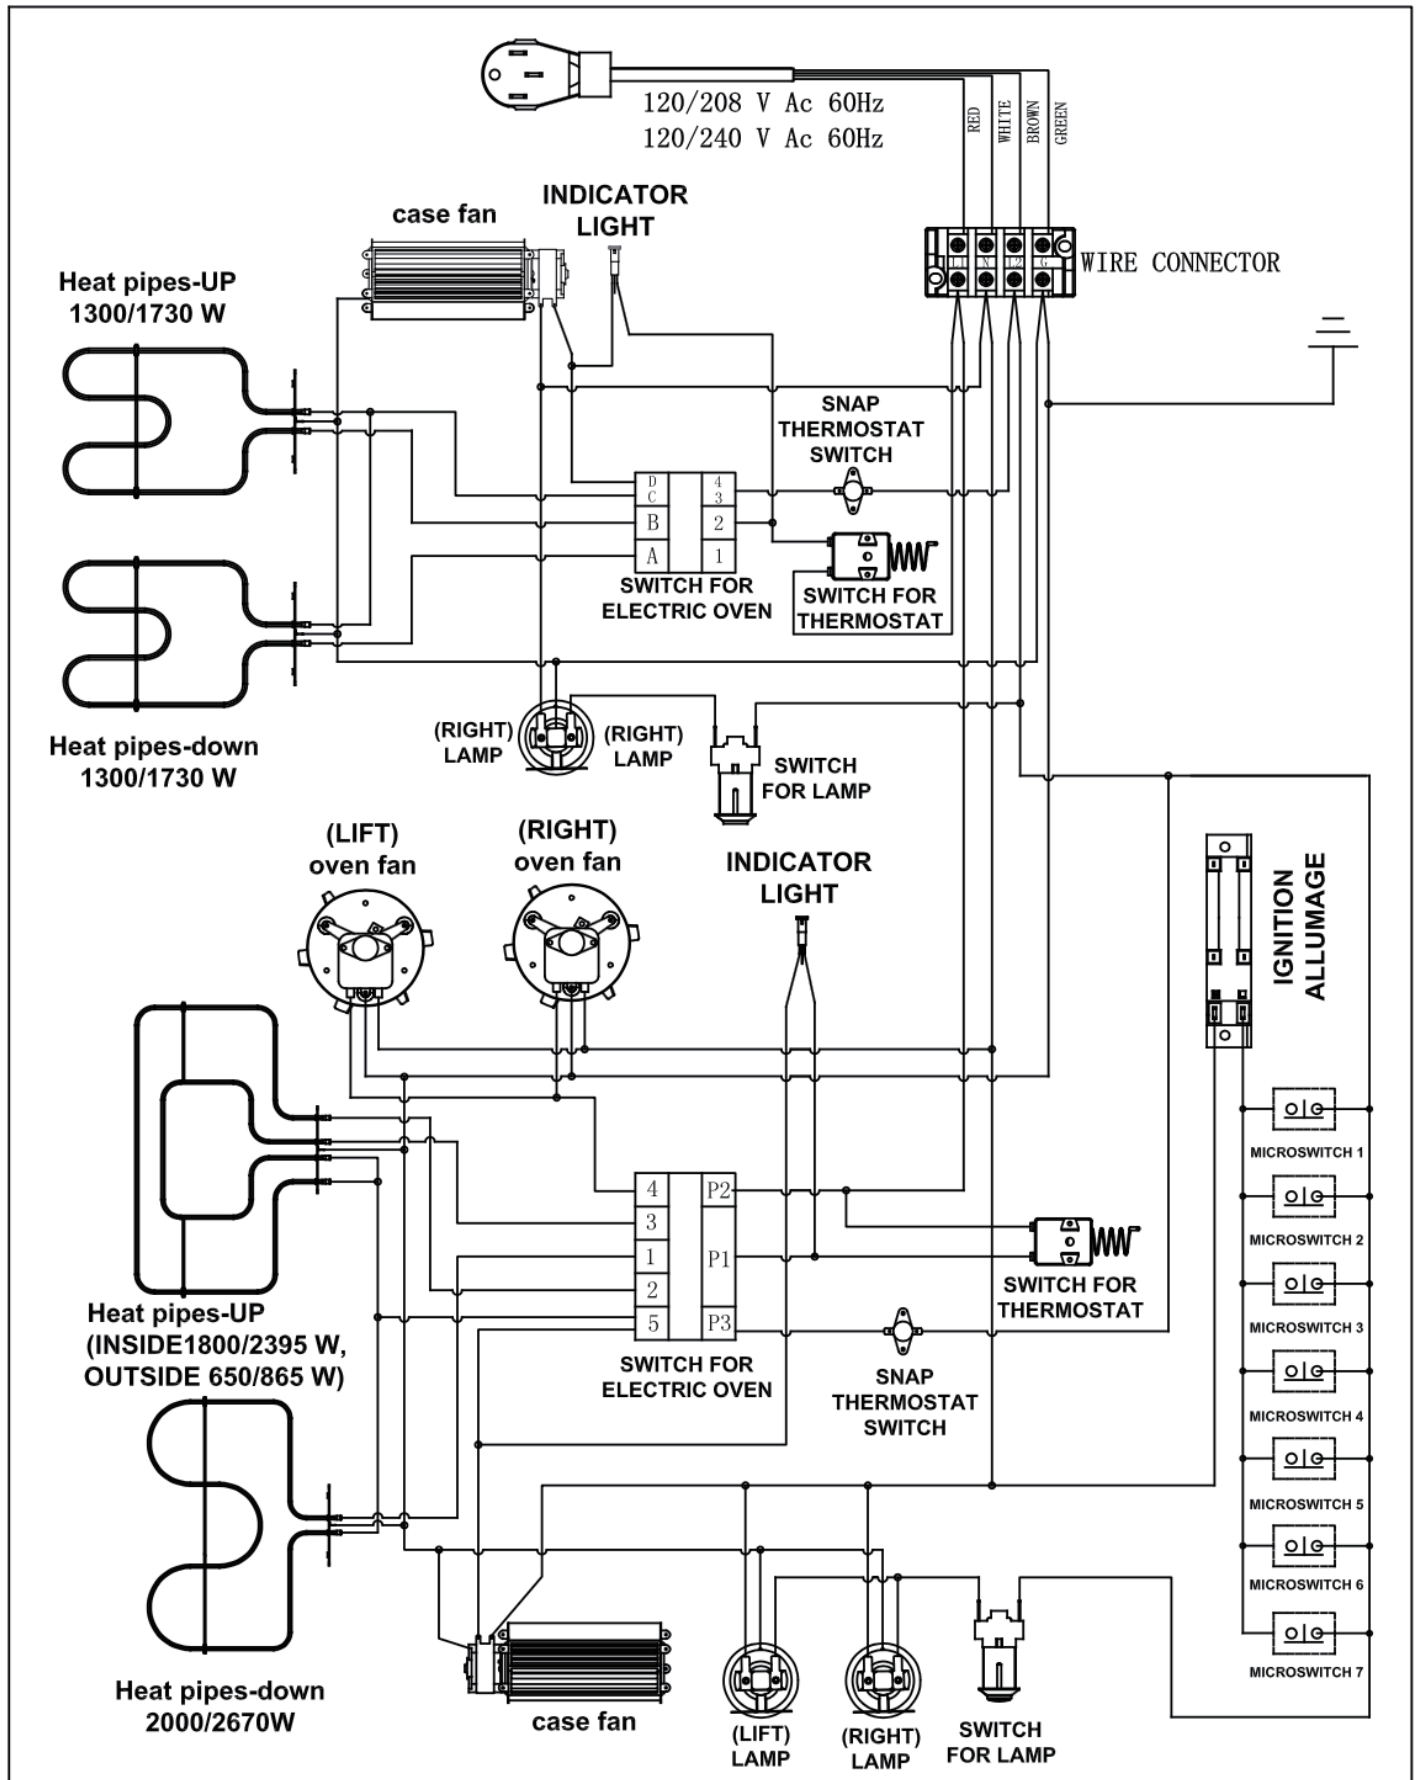 120/208 V Ac 60Hz
120/240 V Ac 60Hz
RED
WHITE
BROWN
GREEN
INDICATOR
LIGHT
case fan
L1 N L2 G
WIRE CONNECTOR
Heat pipes-UP
1300/1730 W
SNAP
THERMOSTAT
SWITCH
D 4
C 3
B 2
A 1
SWITCH FOR
ELECTRIC OVEN
SWITCH FOR
THERMOSTAT
(RIGHT)
LAMP
(RIGHT)
LAMP
Heat pipes-down
1300/1730 W
SWITCH
FOR LAMP
(LIFT)
oven fan
(RIGHT)
oven fan
INDICATOR
LIGHT
IGNITION
ALLUMAGE
MICROSWITCH 1
MICROSWITCH 2
MICROSWITCH 3
MICROSWITCH 4
MICROSWITCH 5
MICROSWITCH 6
MICROSWITCH 7
4 P2
3
1 P1
2
5 P3
SWITCH FOR
ELECTRIC OVEN
SWITCH FOR
THERMOSTAT
Heat pipes-UP
(INSIDE1800/2395 W,
OUTSIDE 650/865 W)
SNAP
THERMOSTAT
SWITCH
Heat pipes-down
2000/2670W
case fan
(LIFT)
LAMP
(RIGHT)
LAMP
SWITCH
FOR LAMP